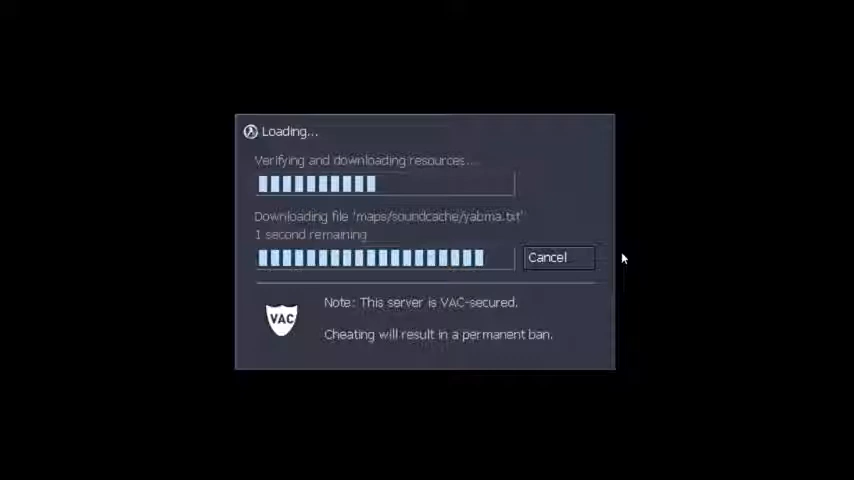 Loading...
Verifying and downloading resources...
Downloading file 'maps/soundcache/yabma.txt'
1 second remaining
Cancel
VAC
Note: This server is VAC-secured.
Cheating will result in a permanent ban.